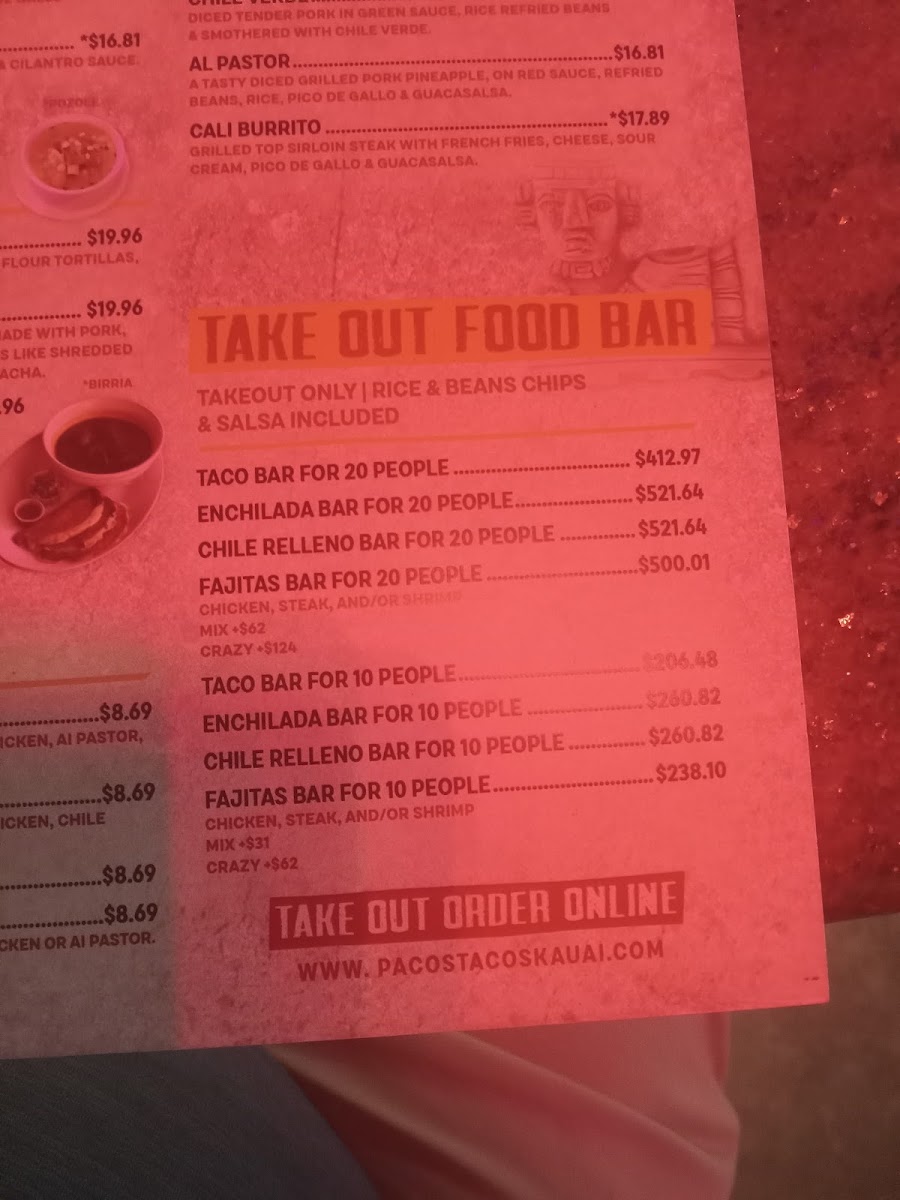 *$16.81
& CILANTRO SAUCE.
*POZOLE
$19.96
FLOUR TORTILLAS,
$19.96
MADE WITH PORK,
S LIKE SHREDDED
ACHA.
.96
*BIRRIA
$8.69
ICKEN, AI PASTOR,
$8.69
ICKEN, CHILE
$8.69
$8.69
CKEN OR AI PASTOR.
DICED TENDER PORK IN GREEN SAUCE, RICE REFRIED BEANS
& SMOTHERED WITH CHILE VERDE.
AL PASTOR $16.81
A TASTY DICED GRILLED PORK PINEAPPLE, ON RED SAUCE, REFRIED
BEANS, RICE, PICO DE GALLO & GUACASALSA.
CALI BURRITO *$17.89
GRILLED TOP SIRLOIN STEAK WITH FRENCH FRIES, CHEESE, SOUR
CREAM, PICO DE GALLO & GUACASALSA.
TAKE OUT FOOD BAR
TAKEOUT ONLY | RICE & BEANS CHIPS
& SALSA INCLUDED
TACO BAR FOR 20 PEOPLE $412.97
ENCHILADA BAR FOR 20 PEOPLE $521.64
CHILE RELLENO BAR FOR 20 PEOPLE $521.64
FAJITAS BAR FOR 20 PEOPLE $500.01
CHICKEN, STEAK, AND/OR SHRIMP
MIX +$62
CRAZY +$124
TACO BAR FOR 10 PEOPLE $206.48
ENCHILADA BAR FOR 10 PEOPLE $260.82
CHILE RELLENO BAR FOR 10 PEOPLE $260.82
FAJITAS BAR FOR 10 PEOPLE $238.10
CHICKEN, STEAK, AND/OR SHRIMP
MIX +$31
CRAZY +$62
TAKE OUT ORDER ONLINE
WWW. PACOSTACOSKAUAI.COM